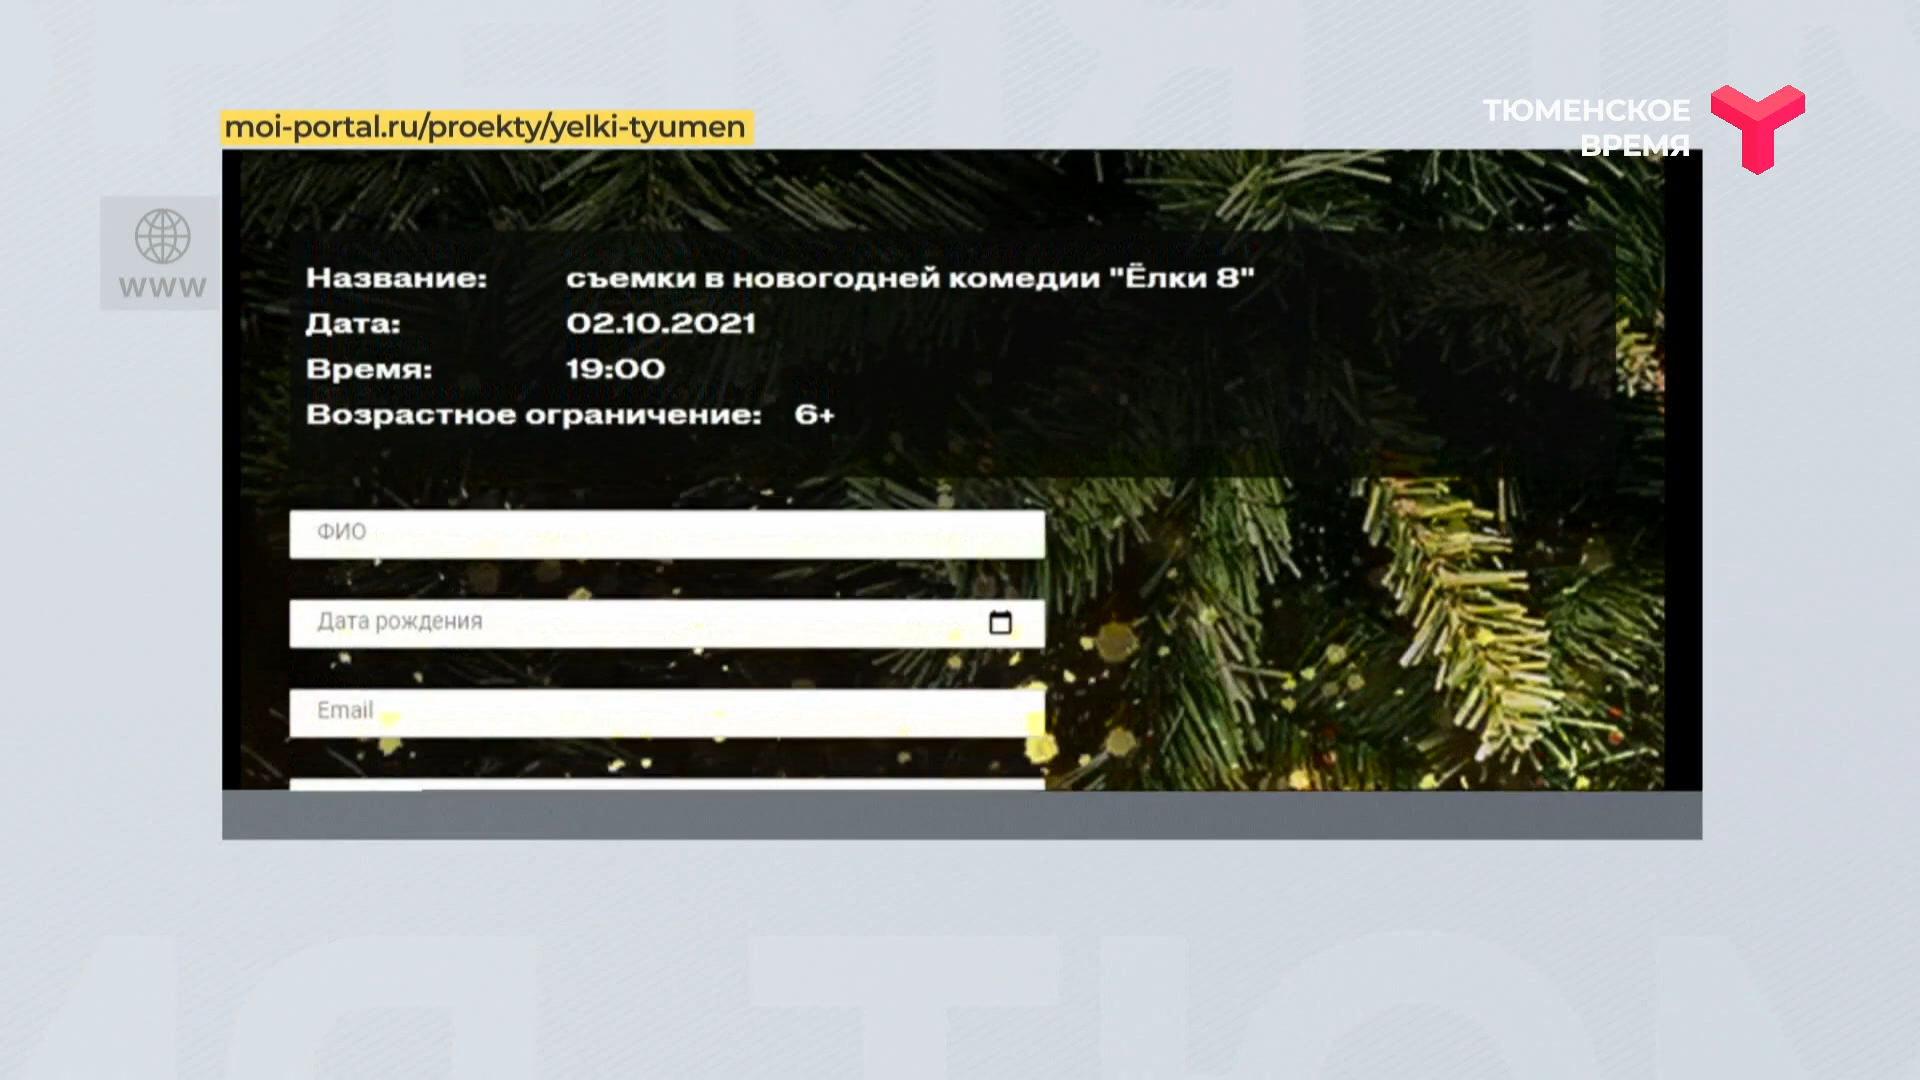 moi-portal.ru/proekty/yelki-tyumen
ТЮМЕНСКОЕ
ВРЕМЯ
www
Название: съемки в новогодней комедии "Ёлки 8"
Дата: 02.10.2021
Время: 19:00
Возрастное ограничение: 6+
ФИО
Дата рождения
Email